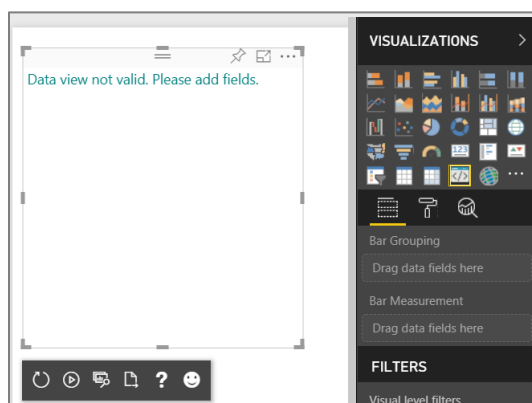 Data view not valid. Please add fields.
VISUALIZATIONS
123
Bar Grouping
Drag data fields here
Bar Measurement
Drag data fields here
FILTERS
Visual level filters